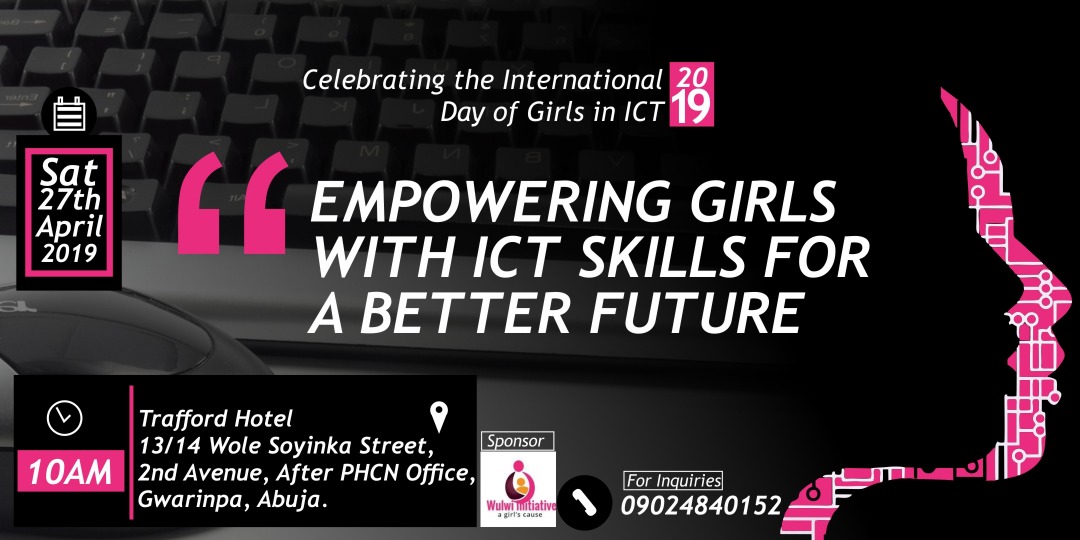 Celebrating the International
Day of Girls in ICT
20
19
Sat
27th
April
2019
EMPOWERING GIRLS
WITH ICT SKILLS FOR
A BETTER FUTURE
10AM
Trafford Hotel
13/14 Wole Soyinka Street,
2nd Avenue, After PHCN Office,
Gwarinpa, Abuja.
Sponsor
Wulwi Initiative
a girl's cause
For Inquiries
09024840152